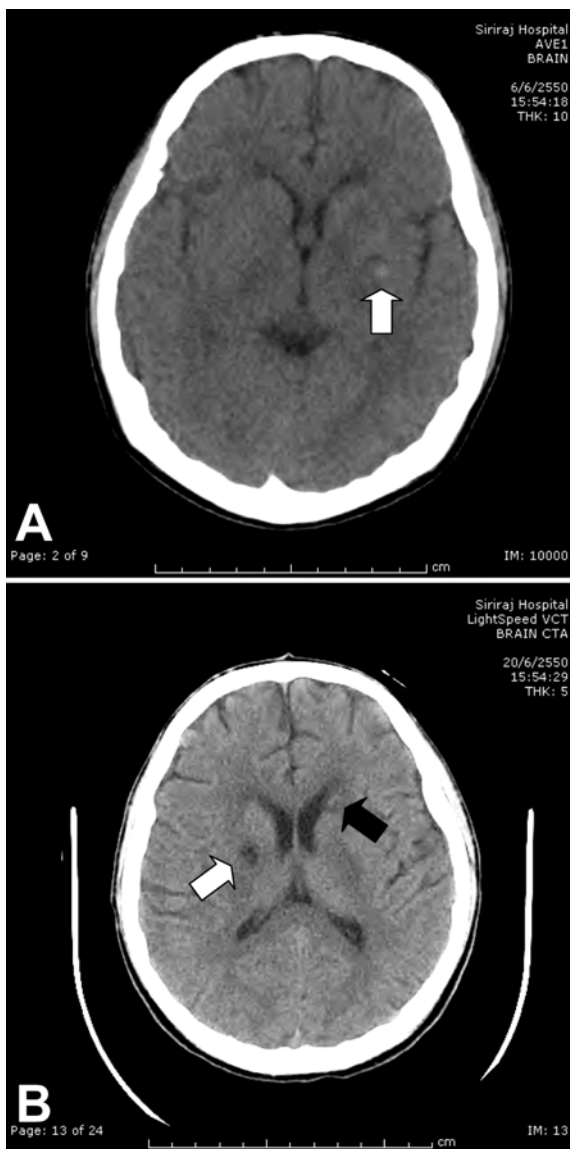 Siriraj Hospital
AVE1
BRAIN
6/6/2550
15:54:18
THK: 10
A
Page: 2 of 9
cm
IM: 10000
Siriraj Hospital
LightSpeed VCT
BRAIN CTA
20/6/2550
15:54:29
THK: 5
B
Page: 13 of 24
cm
IM: 13